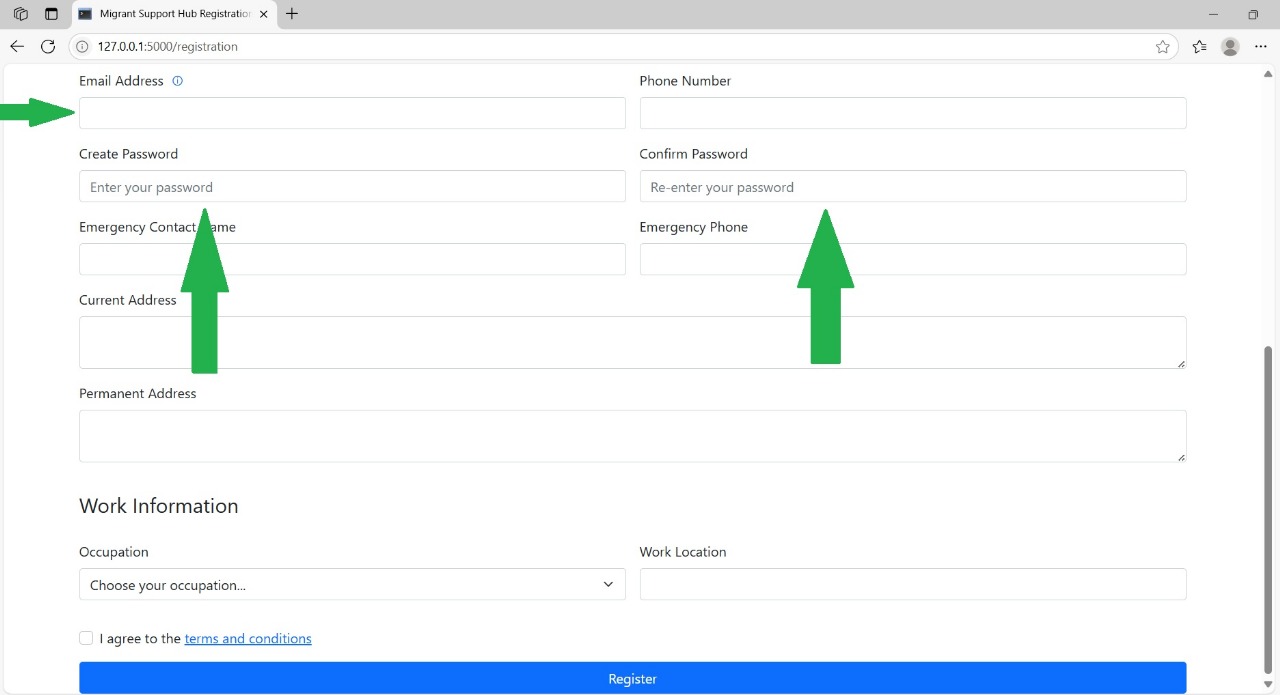 Migrant Support Hub Registration
127.0.0.1:5000/registration
Email Address
Phone Number
Create Password
Confirm Password
Enter your password
Re-enter your password
Emergency Contact ame
Emergency Phone
Current Address
Permanent Address
Work Information
Occupation
Work Location
Choose your occupation...
I agree to the terms and conditions
Register